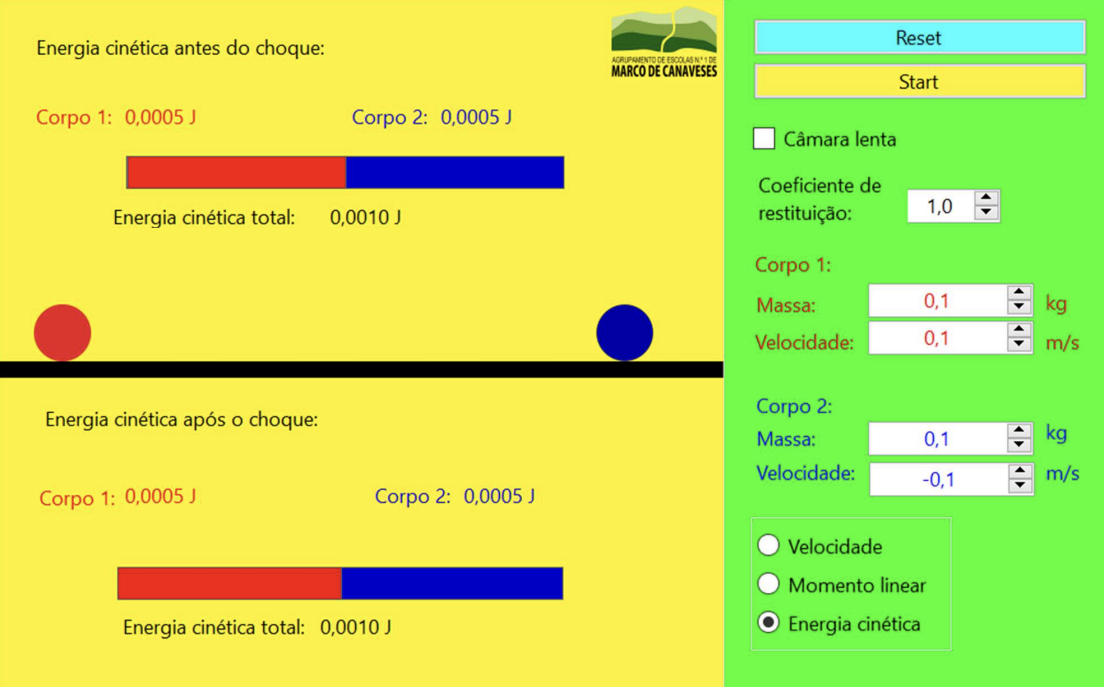 Energia cinética antes do choque:
AGRUPAMENTO DE ESCOLAS N.º 1 DE
MARCO DE CANAVESES
Corpo 1: 0,0005 J
Corpo 2: 0,0005 J
Energia cinética total: 0,0010 J
Energia cinética após o choque:
Corpo 1: 0,0005 J
Corpo 2: 0,0005 J
Energia cinética total: 0,0010 J
Reset
Start
Câmara lenta
Coeficiente de
restituição: 1,0
Corpo 1:
Massa: 0,1 kg
Velocidade: 0,1 m/s
Corpo 2:
Massa: 0,1 kg
Velocidade: -0,1 m/s
Velocidade
Momento linear
Energia cinética